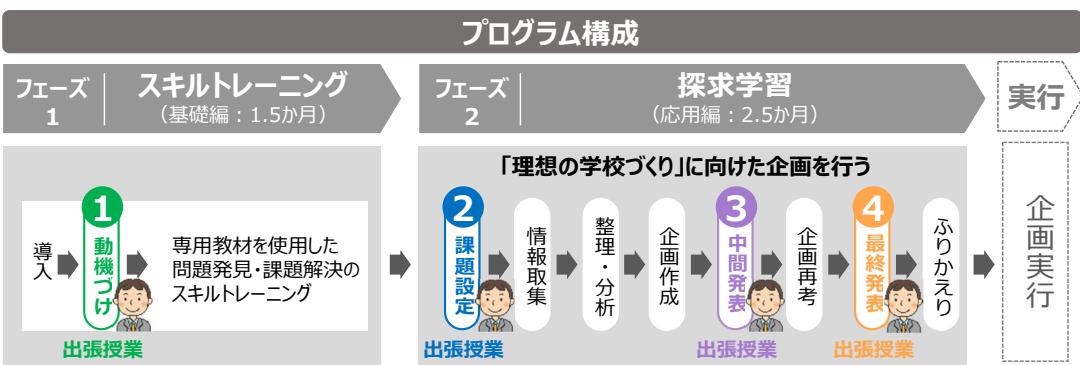 プログラム構成
フェーズ
1
スキルトレーニング
（基礎編：1.5か月）
フェーズ
2
探求学習
（応用編：2.5か月）
実行
導入
1
動機づけ
専用教材を使用した
問題発見・課題解決の
スキルトレーニング
出張授業
「理想の学校づくり」に向けた企画を行う
2
課題設定
出張授業
情報取集
整理・分析
企画作成
3
中間発表
出張授業
企画再考
4
最終発表
出張授業
ふりかえり
企画実行